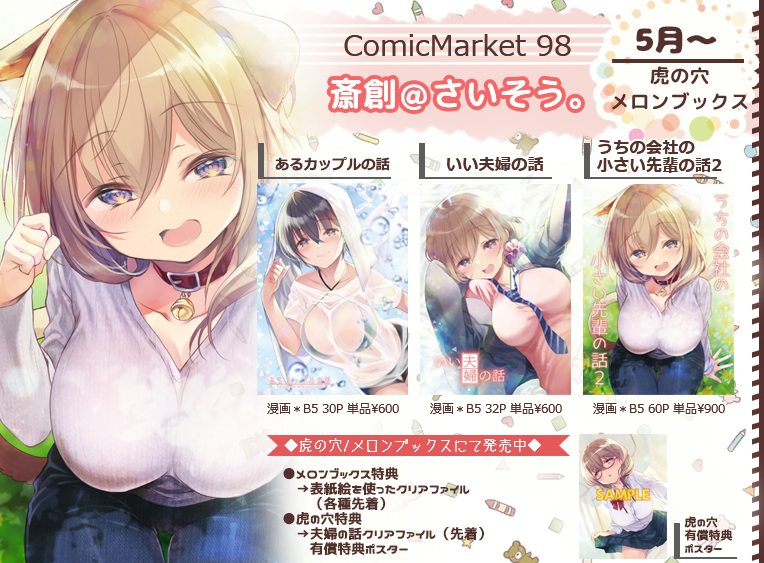 ComicMarket 98
斎創@さいそう。
5月〜
虎の穴
メロンブックス
あるカップルの話
いい夫婦の話
うちの会社の
小さい先輩の話2
いい夫婦の話
うちの会社の
小さい先輩の話2
漫画＊B5 30P 単品¥600
漫画＊B5 32P 単品¥600
漫画＊B5 60P 単品¥900
◆虎の穴/メロンブックスにて発売中◆
●メロンブックス特典
→表紙絵を使ったクリアファイル
（各種先着）
●虎の穴特典
→夫婦の話クリアファイル（先着）
有償特典ポスター
SAMPLE
虎の穴
有償特典
ポスター